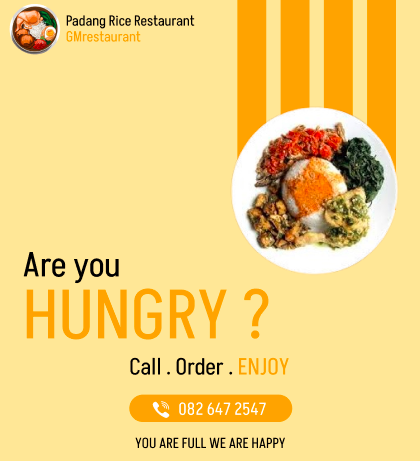 Padang Rice Restaurant
GMrestaurant
Are you
HUNGRY ?
Call . Order . ENJOY
082 647 2547
YOU ARE FULL WE ARE HAPPY